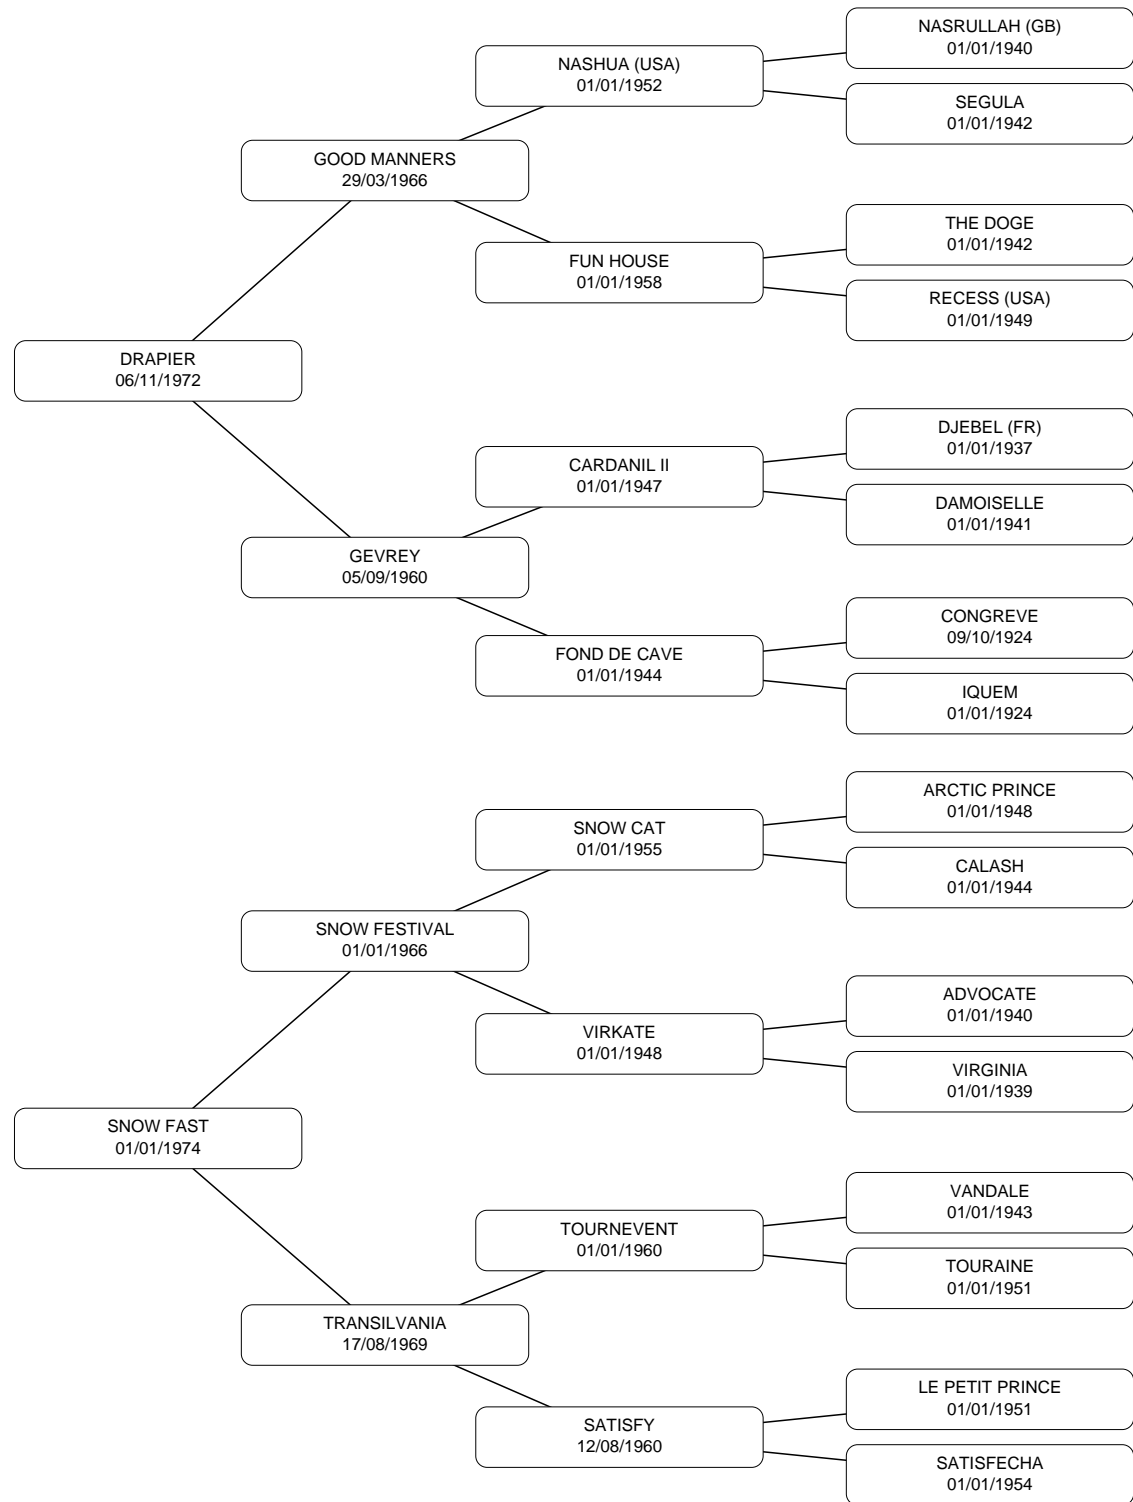 NASRULLAH (GB)
01/01/1940
NASHUA (USA)
01/01/1952
SEGULA
01/01/1942
GOOD MANNERS
29/03/1966
THE DOGE
01/01/1942
FUN HOUSE
01/01/1958
RECESS (USA)
01/01/1949
DRAPIER
06/11/1972
DJEBEL (FR)
01/01/1937
CARDANIL II
01/01/1947
DAMOISELLE
01/01/1941
GEVREY
05/09/1960
CONGREVE
09/10/1924
FOND DE CAVE
01/01/1944
IQUEM
01/01/1924
ARCTIC PRINCE
01/01/1948
SNOW CAT
01/01/1955
CALASH
01/01/1944
SNOW FESTIVAL
01/01/1966
ADVOCATE
01/01/1940
VIRKATE
01/01/1948
VIRGINIA
01/01/1939
SNOW FAST
01/01/1974
VANDALE
01/01/1943
TOURNEVENT
01/01/1960
TOURAINE
01/01/1951
TRANSILVANIA
17/08/1969
LE PETIT PRINCE
01/01/1951
SATISFY
12/08/1960
SATISFECHA
01/01/1954